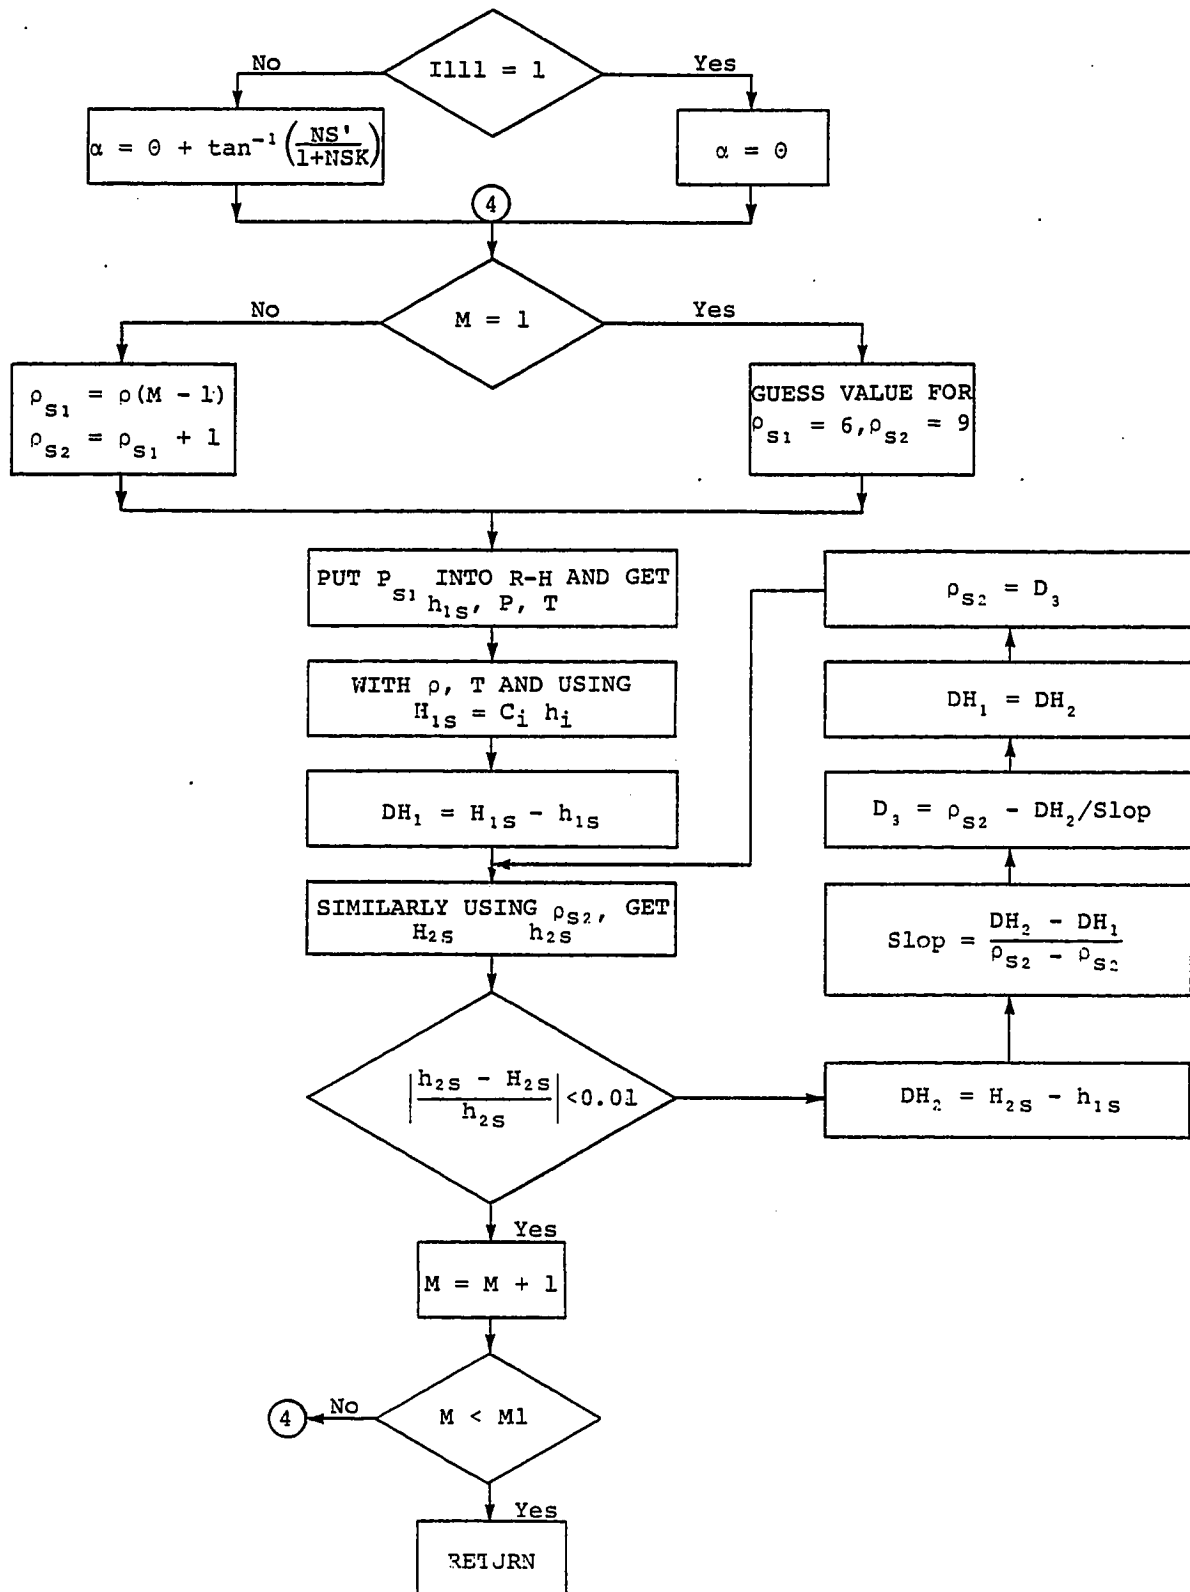 I111 = 1
No
Yes
α = θ + tan⁻¹(NS'/1+NSK)
α = θ
4
M = 1
No
Yes
ρs1 = ρ(M - 1)
ρs2 = ρs1 + 1
GUESS VALUE FOR
ρs1 = 6, ρs2 = 9
PUT Ps1 INTO R-H AND GET
h1s, P, T
WITH ρ, T AND USING
H1s = Ci hi
DH1 = H1s - h1s
SIMILARLY USING ρs2, GET
H2s h2s
|h2s - H2s / h2s| <0.01
DH2 = H2s - h1s
Slop = DH2 - DH1 / ρs2 - ρs2
D3 = ρs2 - DH2/Slop
DH1 = DH2
ρs2 = D3
Yes
M = M + 1
M < M1
No
4
Yes
RETURN